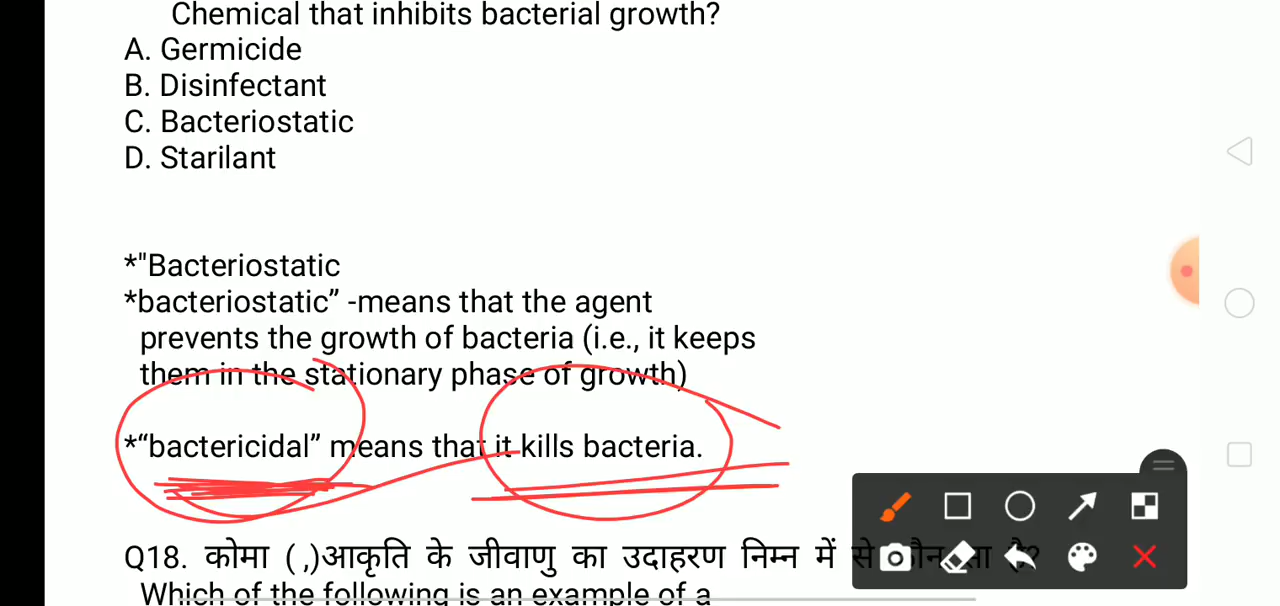 Chemical that inhibits bacterial growth?
A. Germicide
B. Disinfectant
C. Bacteriostatic
D. Starilant
*"Bacteriostatic
*bacteriostatic” -means that the agent
prevents the growth of bacteria (i.e., it keeps
them in the stationary phase of growth)
*“bactericidal” means that it kills bacteria.
Q18. कोमा (,)आकृति के जीवाणु का उदाहरण निम्न में से कौन सा है?
Which of the following is an example of a